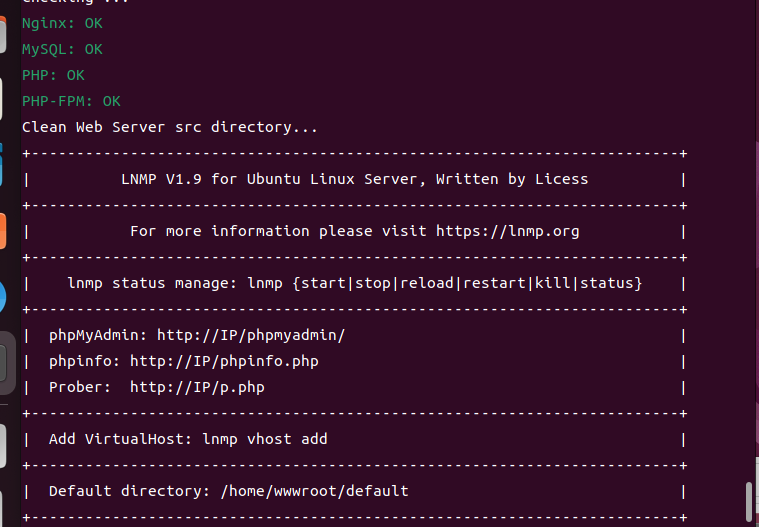 Checking ...
Nginx: OK
MySQL: OK
PHP: OK
PHP-FPM: OK
Clean Web Server src directory...
+------------------------------------------------------------------------+
|          LNMP V1.9 for Ubuntu Linux Server, Written by Licess          |
+------------------------------------------------------------------------+
|           For more information please visit https://lnmp.org           |
+------------------------------------------------------------------------+
|    lnmp status manage: lnmp {start|stop|reload|restart|kill|status}    |
+------------------------------------------------------------------------+
|  phpMyAdmin: http://IP/phpmyadmin/                                     |
|  phpinfo: http://IP/phpinfo.php                                        |
|  Prober:  http://IP/p.php                                              |
+------------------------------------------------------------------------+
|  Add VirtualHost: lnmp vhost add                                       |
+------------------------------------------------------------------------+
|  Default directory: /home/wwwroot/default                              |
+------------------------------------------------------------------------+